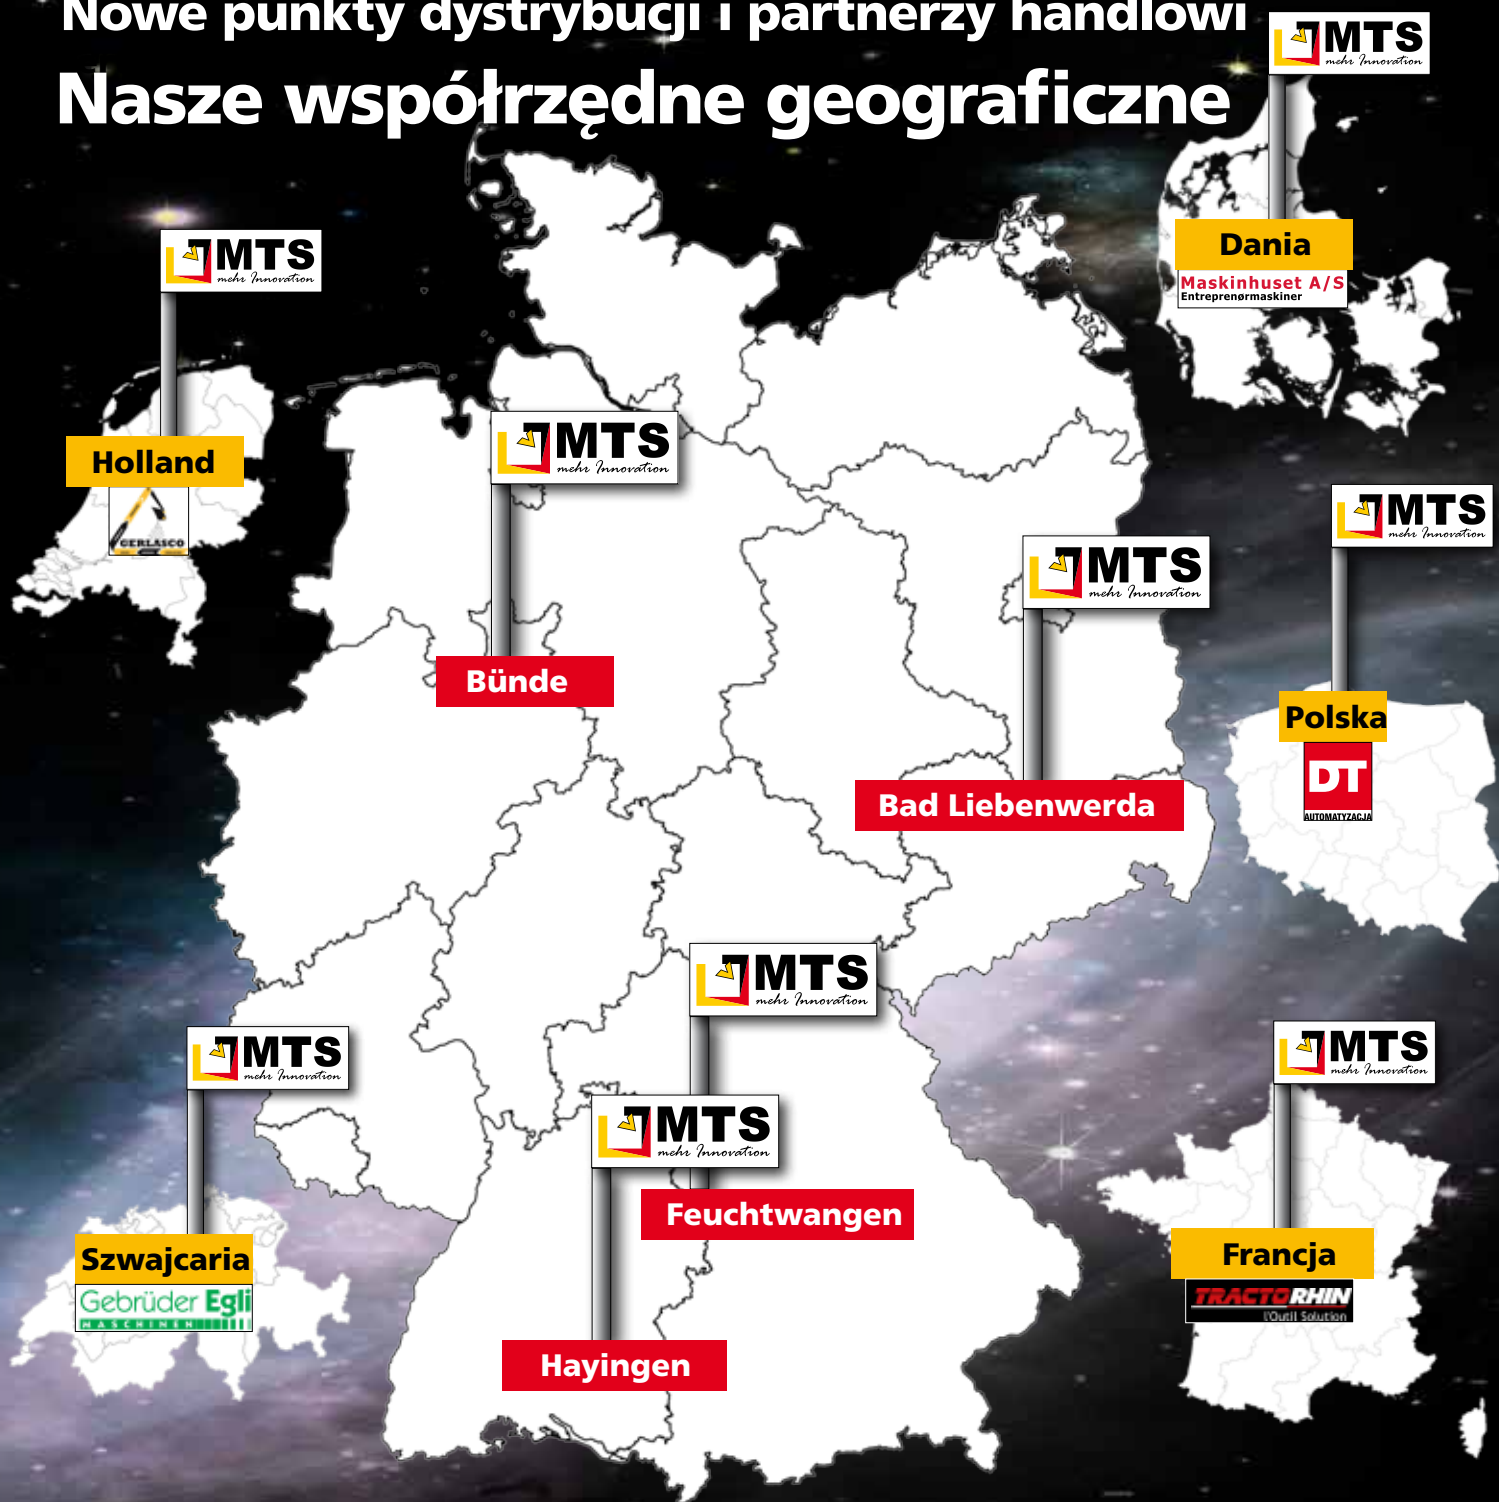 Nowe punkty dystrybucji i partnerzy handlowi
Nasze współrzędne geograficzne
MTS
mehr Innovation
Dania
Maskinhuset A/S
Entreprenørmaskiner
MTS
mehr Innovation
Holland
GERLASCO
MTS
mehr Innovation
Bünde
MTS
mehr Innovation
Bad Liebenwerda
MTS
mehr Innovation
Polska
DT
AUTOMATYZACJA
MTS
mehr Innovation
Feuchtwangen
MTS
mehr Innovation
Szwajcaria
Gebrüder Egli
MASCHINEN
MTS
mehr Innovation
Hayingen
MTS
mehr Innovation
Francja
TRACTORHIN
l'Outil Solution